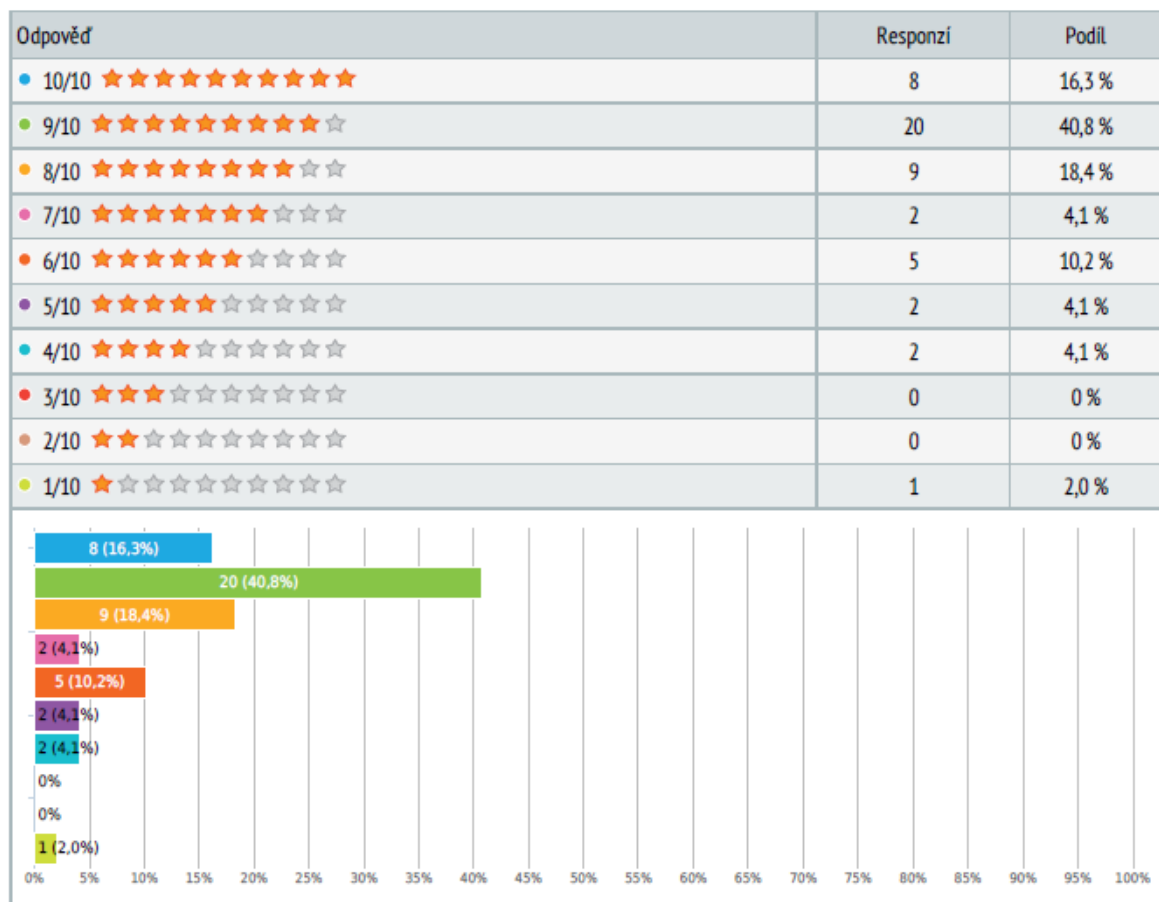 Odpověď Responzí Podíl
10/10 8 16,3 %
9/10 20 40,8 %
8/10 9 18,4 %
7/10 2 4,1 %
6/10 5 10,2 %
5/10 2 4,1 %
4/10 2 4,1 %
3/10 0 0 %
2/10 0 0 %
1/10 1 2,0 %
8 (16,3%)
20 (40,8%)
9 (18,4%)
2 (4,1%)
5 (10,2%)
2 (4,1%)
2 (4,1%)
0%
0%
1 (2,0%)
0% 5% 10% 15% 20% 25% 30% 35% 40% 45% 50% 55% 60% 65% 70% 75% 80% 85% 90% 95% 100%